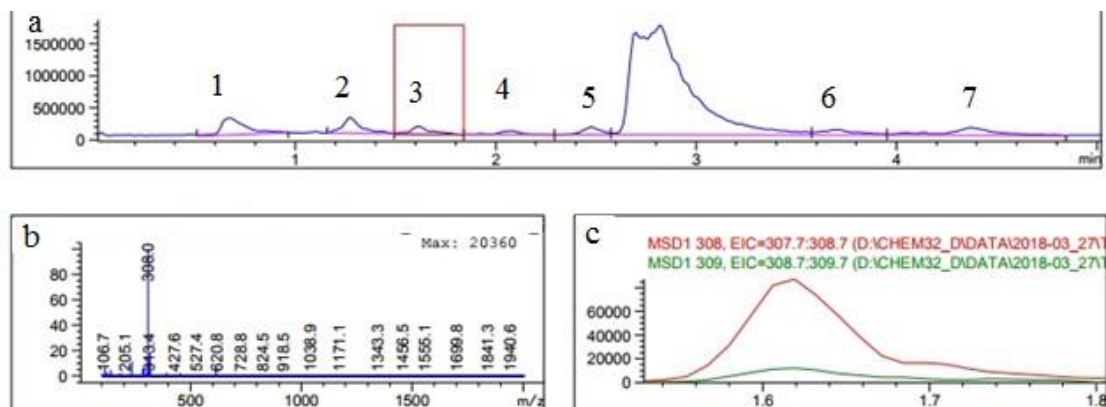 a
1500000
1000000
500000
0
1 2 3 4 5 6 7
1 2 3 4 min
b
Max: 20360
308.0
80
60
40
20
0
106.7 205.1 427.6 527.4 620.8 728.8 824.5 918.5 1038.9 1171.1 1343.3 1456.5 1555.1 1699.8 1841.3 1940.6
500 1000 1500 m/z
c
MSD1 308, EIC=307.7:308.7 (D:\CHEM32_D\DATA\2018-03_27\T
MSD1 309, EIC=308.7:309.7 (D:\CHEM32_D\DATA\2018-03_27\T
60000
40000
20000
0
1.6 1.7 1.8